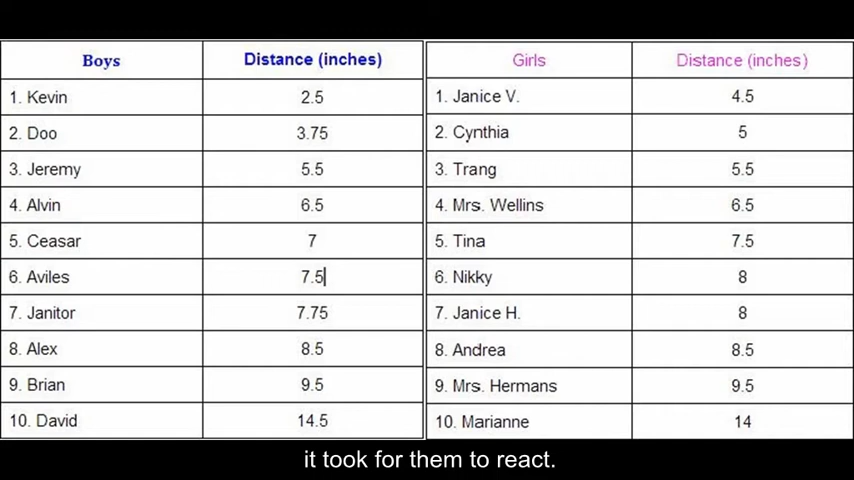 Boys Distance (inches) Girls Distance (inches)
1. Kevin 2.5 1. Janice V. 4.5
2. Doo 3.75 2. Cynthia 5
3. Jeremy 5.5 3. Trang 5.5
4. Alvin 6.5 4. Mrs. Wellins 6.5
5. Ceasar 7 5. Tina 7.5
6. Aviles 7.5 6. Nikky 8
7. Janitor 7.75 7. Janice H. 8
8. Alex 8.5 8. Andrea 8.5
9. Brian 9.5 9. Mrs. Hermans 9.5
10. David 14.5 10. Marianne 14
it took for them to react.